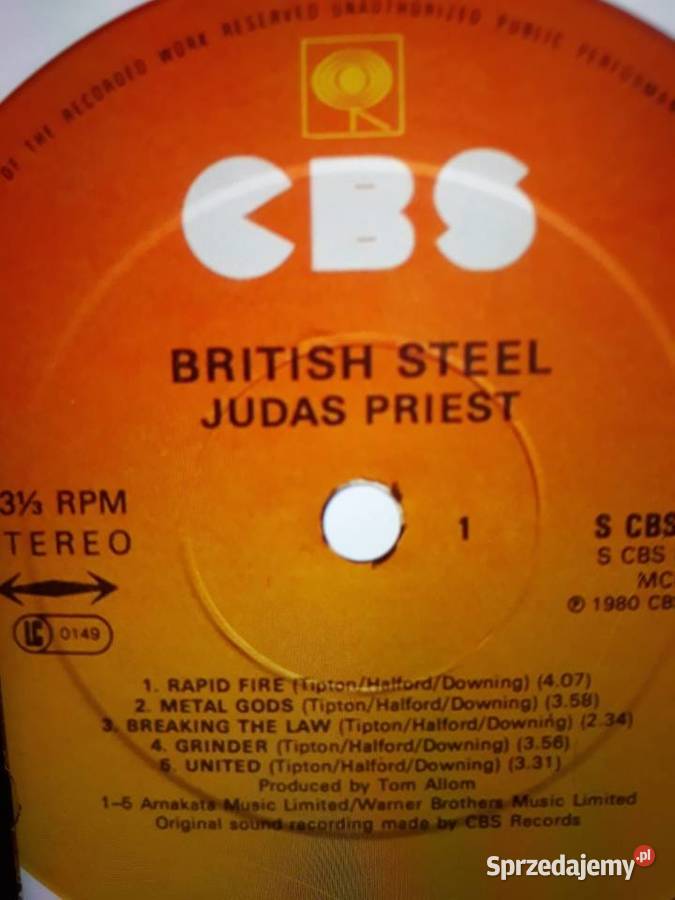 OF THE RECORDED WORK RESERVED UNAUTHORIZED PUBLIC
CBS
BRITISH STEEL
JUDAS PRIEST
3⅓ RPM
TEREO
1
S CBS
S CBS
MC
℗ 1980 CBS
LC 0149
1. RAPID FIRE (Tipton/Halford/Downing) (4.07)
2. METAL GODS (Tipton/Halford/Downing) (3.58)
3. BREAKING THE LAW (Tipton/Halford/Downing) (2.34)
4. GRINDER (Tipton/Halford/Downing) (3.56)
5. UNITED (Tipton/Halford/Downing) (3.31)
Produced by Tom Allom
1-5 Arnakata Music Limited/Warner Brothers Music Limited
Original sound recording made by CBS Records
Sprzedajemy.pl